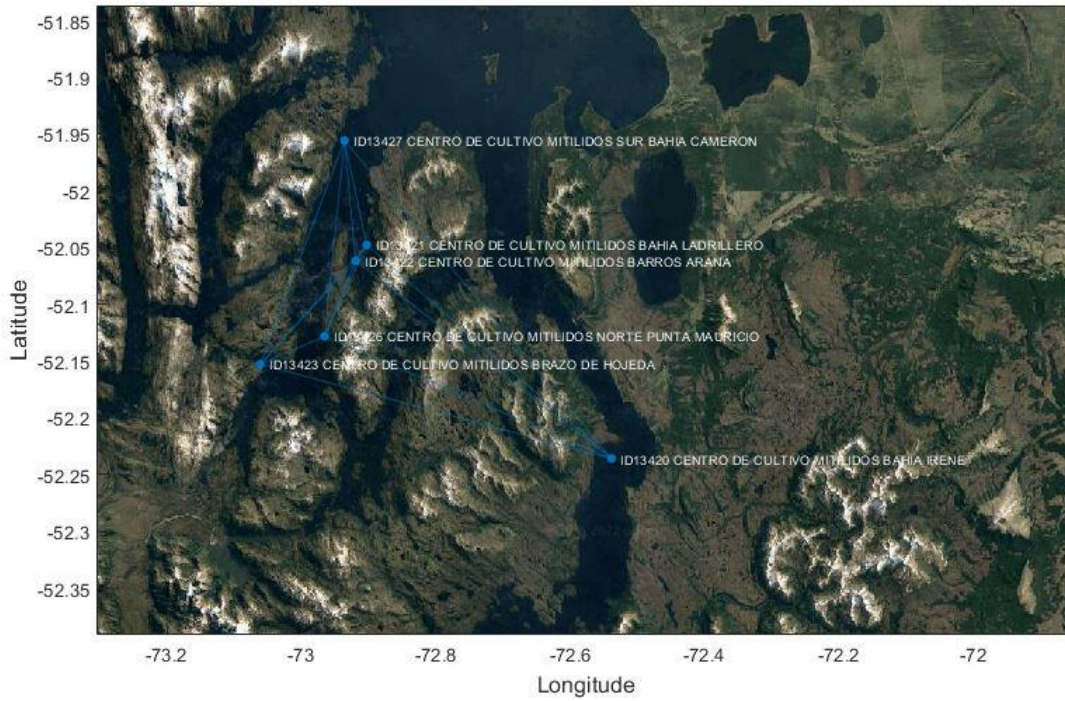 -51.85
-51.9
-51.95
-52
-52.05
-52.1
-52.15
-52.2
-52.25
-52.3
-52.35
Latitude
ID13427 CENTRO DE CULTIVO MITILIDOS SUR BAHIA CAMERON
ID13421 CENTRO DE CULTIVO MITILIDOS BAHIA LADRILLERO
ID13422 CENTRO DE CULTIVO MITILIDOS BARROS ARANA
ID13426 CENTRO DE CULTIVO MITILIDOS NORTE PUNTA MAURICIO
ID13423 CENTRO DE CULTIVO MITILIDOS BRAZO DE HOJEDA
ID13420 CENTRO DE CULTIVO MITILIDOS BAHIA IRENE
-73.2 -73 -72.8 -72.6 -72.4 -72.2 -72
Longitude